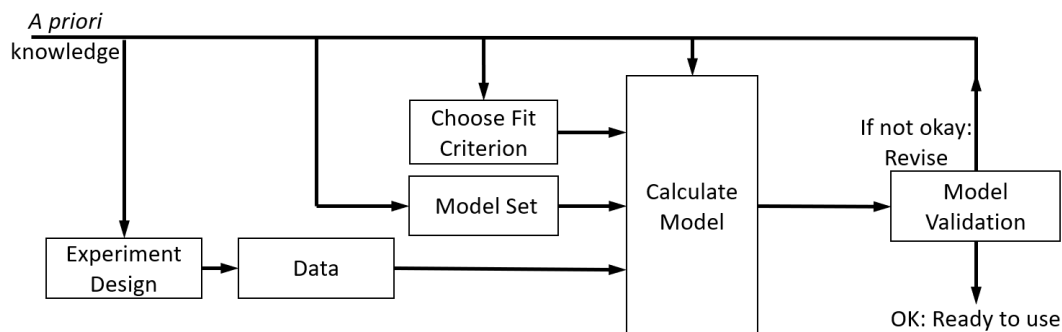 A priori
knowledge
Choose Fit
Criterion
If not okay:
Revise
Model Set
Calculate
Model
Model
Validation
Experiment
Design
Data
OK: Ready to use